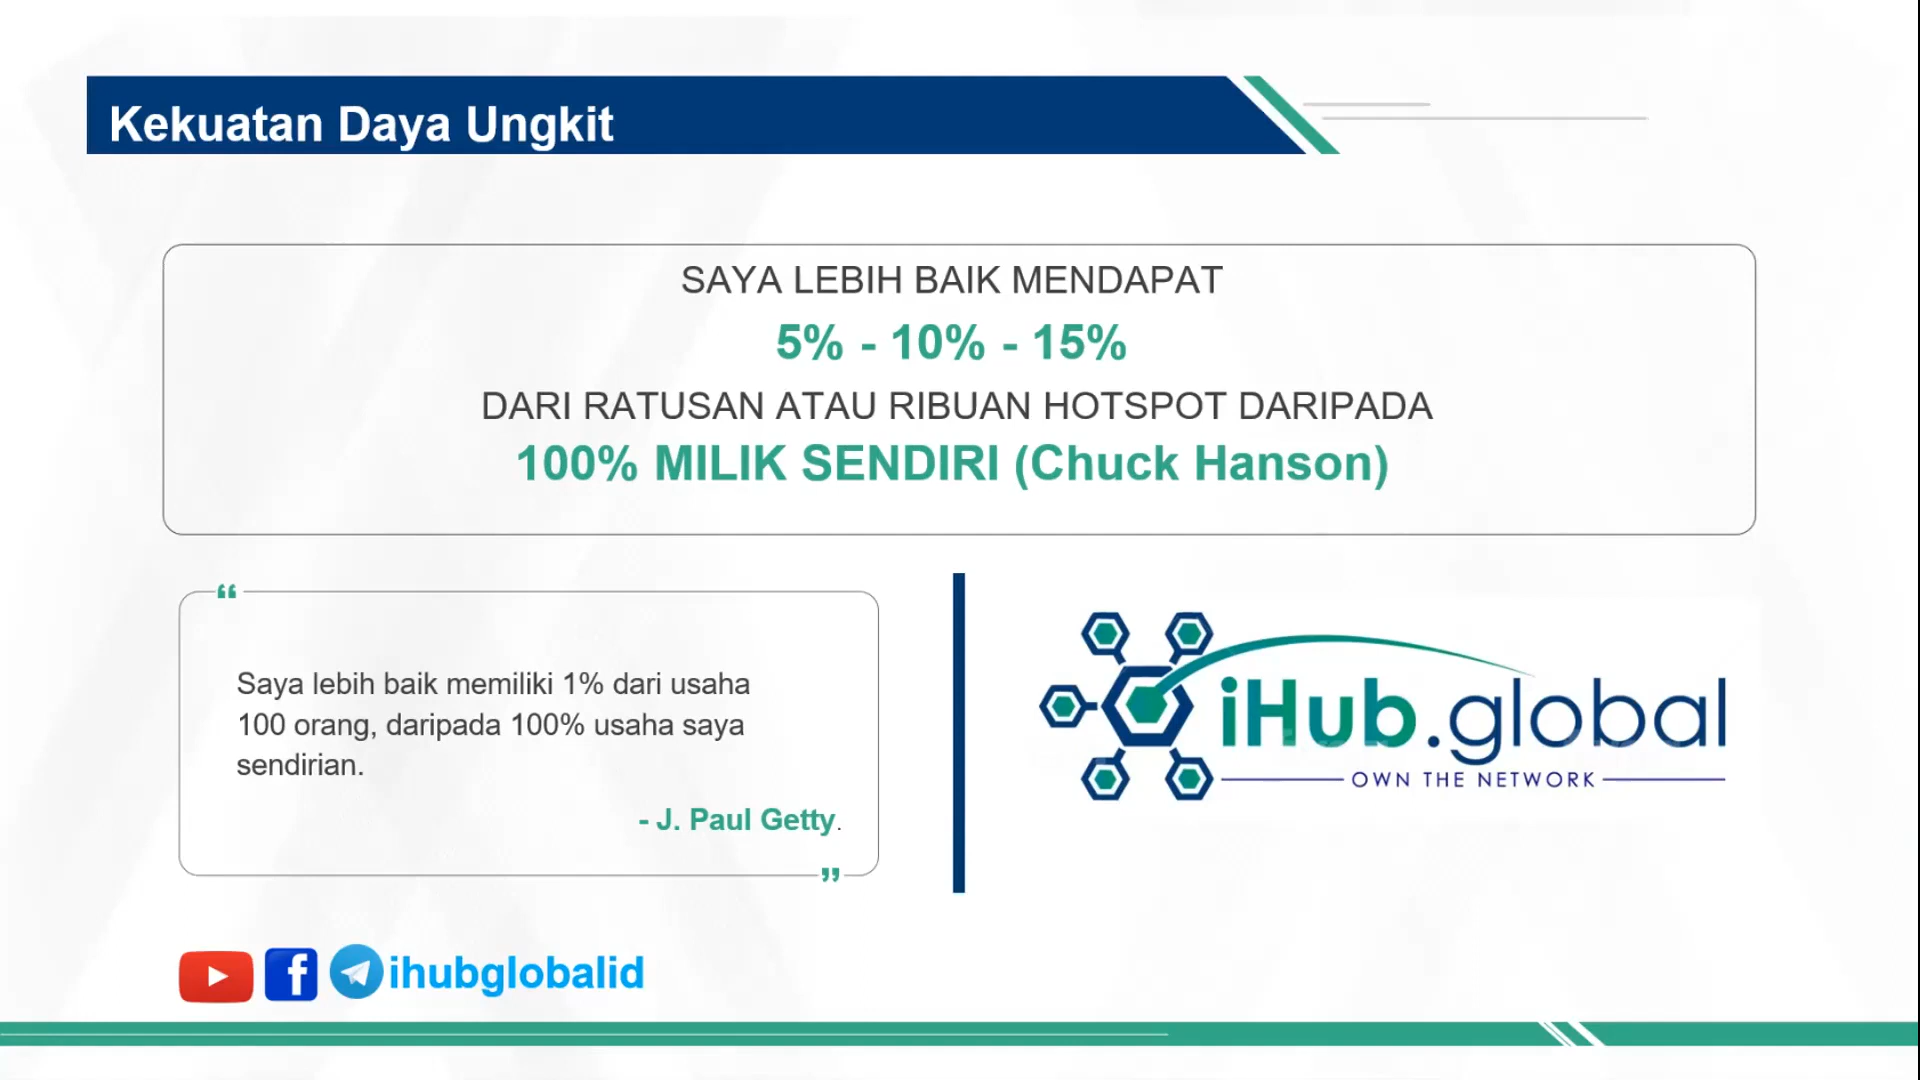 Kekuatan Daya Ungkit
SAYA LEBIH BAIK MENDAPAT
5% - 10% - 15%
DARI RATUSAN ATAU RIBUAN HOTSPOT DARIPADA
100% MILIK SENDIRI (Chuck Hanson)
“
Saya lebih baik memiliki 1% dari usaha
100 orang, daripada 100% usaha saya
sendirian.
- J. Paul Getty.
”
iHub.global
OWN THE NETWORK
ihubglobalid